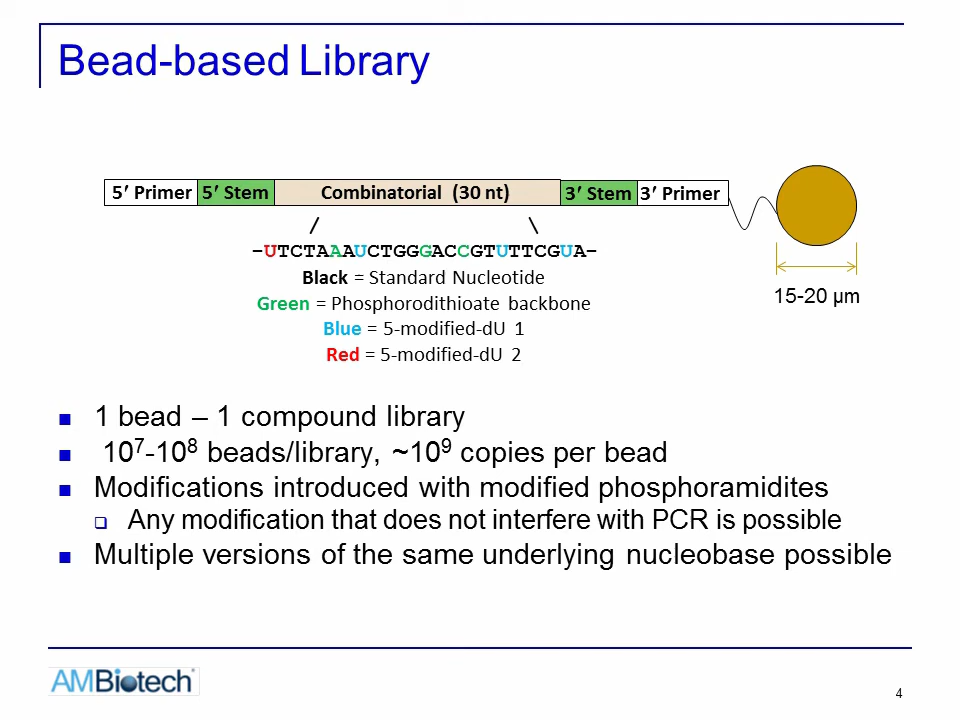 Bead-based Library
5′ Primer 5′ Stem Combinatorial (30 nt) 3′ Stem 3′ Primer
–UTCTAAAUCTGGGACCGTUTTCGUA–
Black = Standard Nucleotide
Green = Phosphorodithioate backbone
Blue = 5-modified-dU 1
Red = 5-modified-dU 2
15-20 µm
1 bead – 1 compound library
10⁷-10⁸ beads/library, ~10⁹ copies per bead
Modifications introduced with modified phosphoramidites
Any modification that does not interfere with PCR is possible
Multiple versions of the same underlying nucleobase possible
AMBiotech
4